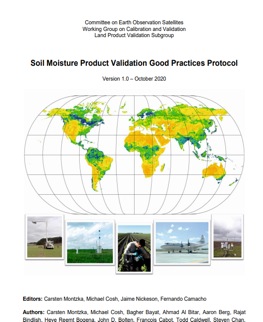 Committee on Earth Observation Satellites
Working Group on Calibration and Validation
Land Product Validation Subgroup
Soil Moisture Product Validation Good Practices Protocol
Version 1.0 – October 2020
Editors: Carsten Montzka, Michael Cosh, Jaime Nickeson, Fernando Camacho
Authors: Carsten Montzka, Michael Cosh, Bagher Bayat, Ahmad Al Bitar, Aaron Berg, Rajat
Bindlish, Heye Reemt Bogena, John D. Bolten, Francois Cabot, Todd Caldwell, Steven Chan,